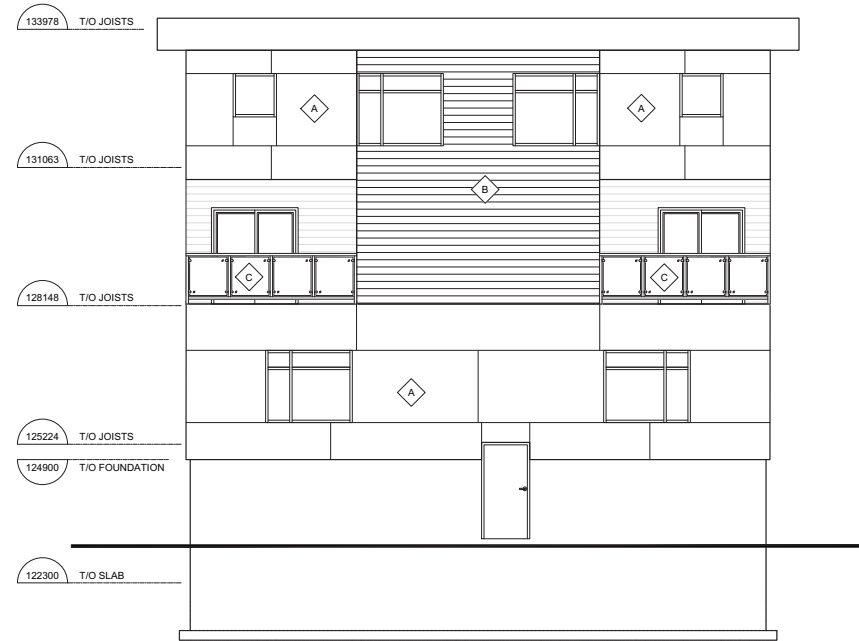 133978 T/O JOISTS
A A
131063 T/O JOISTS
B
C C
128148 T/O JOISTS
A
125224 T/O JOISTS
124900 T/O FOUNDATION
122300 T/O SLAB